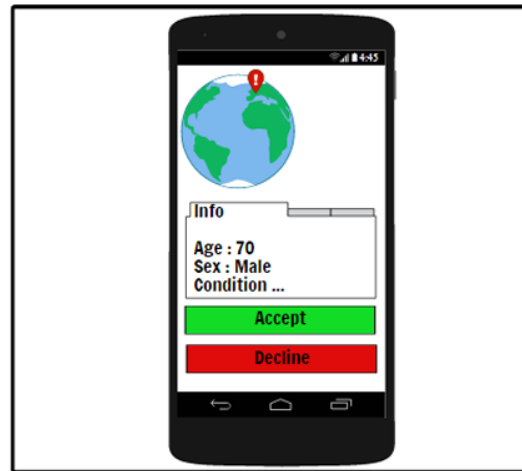 4:45
Info
Age : 70
Sex : Male
Condition ...
Accept
Decline